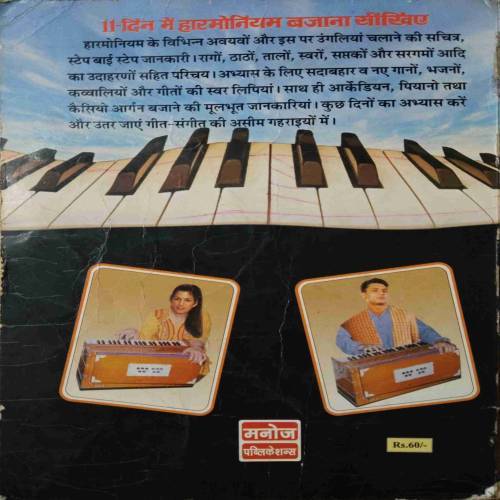 11-दिन में हारमोनियम बजाना सीखिए
हारमोनियम के विभिन्न अवयवों और इस पर उंगलियां चलाने की सचित्र,
स्टेप बाई स्टेप जानकारी। रागों, ठाठों, तालों, स्वरों, सप्तकों और सरगमों आदि
का उदाहरणों सहित परिचय। अभ्यास के लिए सदाबहार व नए गानों, भजनों,
कव्वालियों और गीतों की स्वर लिपियां। साथ ही आर्केडियन, पियानो तथा
कैसियो आर्गन बजाने की मूलभूत जानकारियां। कुछ दिनों का अभ्यास करें
और उतर जाएं गीत-संगीत की असीम गहराइयों में।
मनोज
पब्लिकेशन्स
Rs.60/-